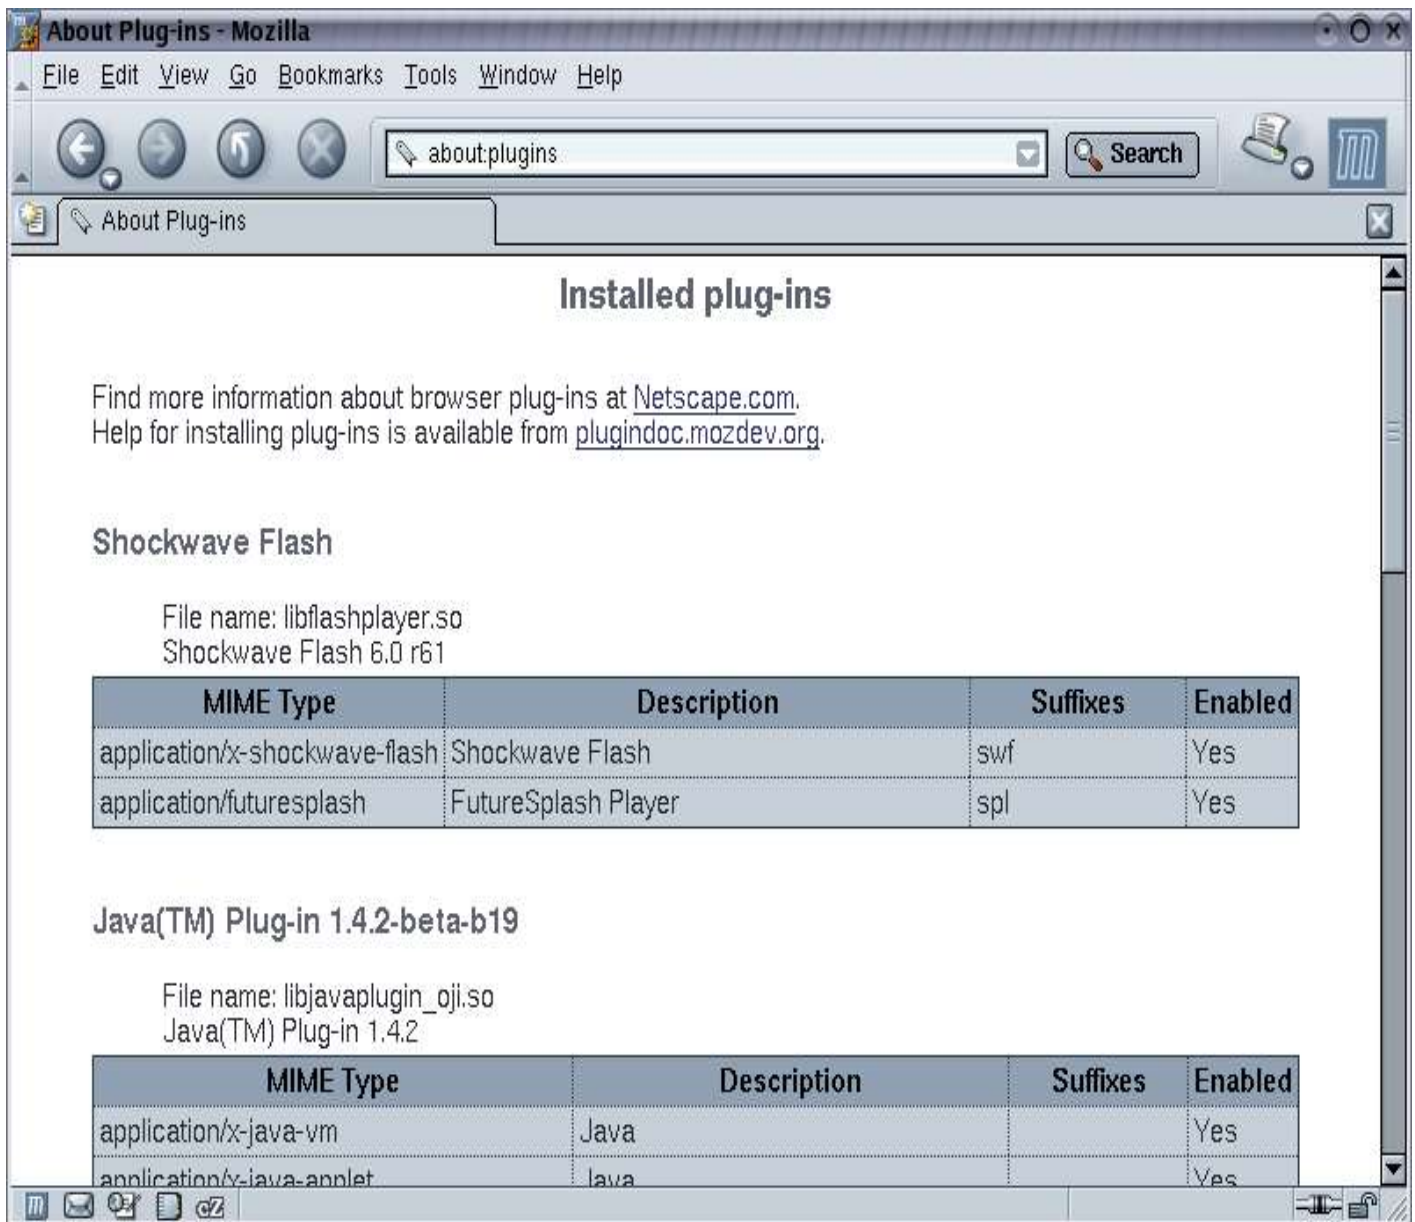 About Plug-ins - Mozilla
File Edit View Go Bookmarks Tools Window Help
about:plugins Search
About Plug-ins
Installed plug-ins
Find more information about browser plug-ins at Netscape.com.
Help for installing plug-ins is available from plugindoc.mozdev.org.
Shockwave Flash
File name: libflashplayer.so
Shockwave Flash 6.0 r61
MIME Type Description Suffixes Enabled
application/x-shockwave-flash Shockwave Flash swf Yes
application/futuresplash FutureSplash Player spl Yes
Java(TM) Plug-in 1.4.2-beta-b19
File name: libjavaplugin_oji.so
Java(TM) Plug-in 1.4.2
MIME Type Description Suffixes Enabled
application/x-java-vm Java Yes
application/x-java-applet Java Yes